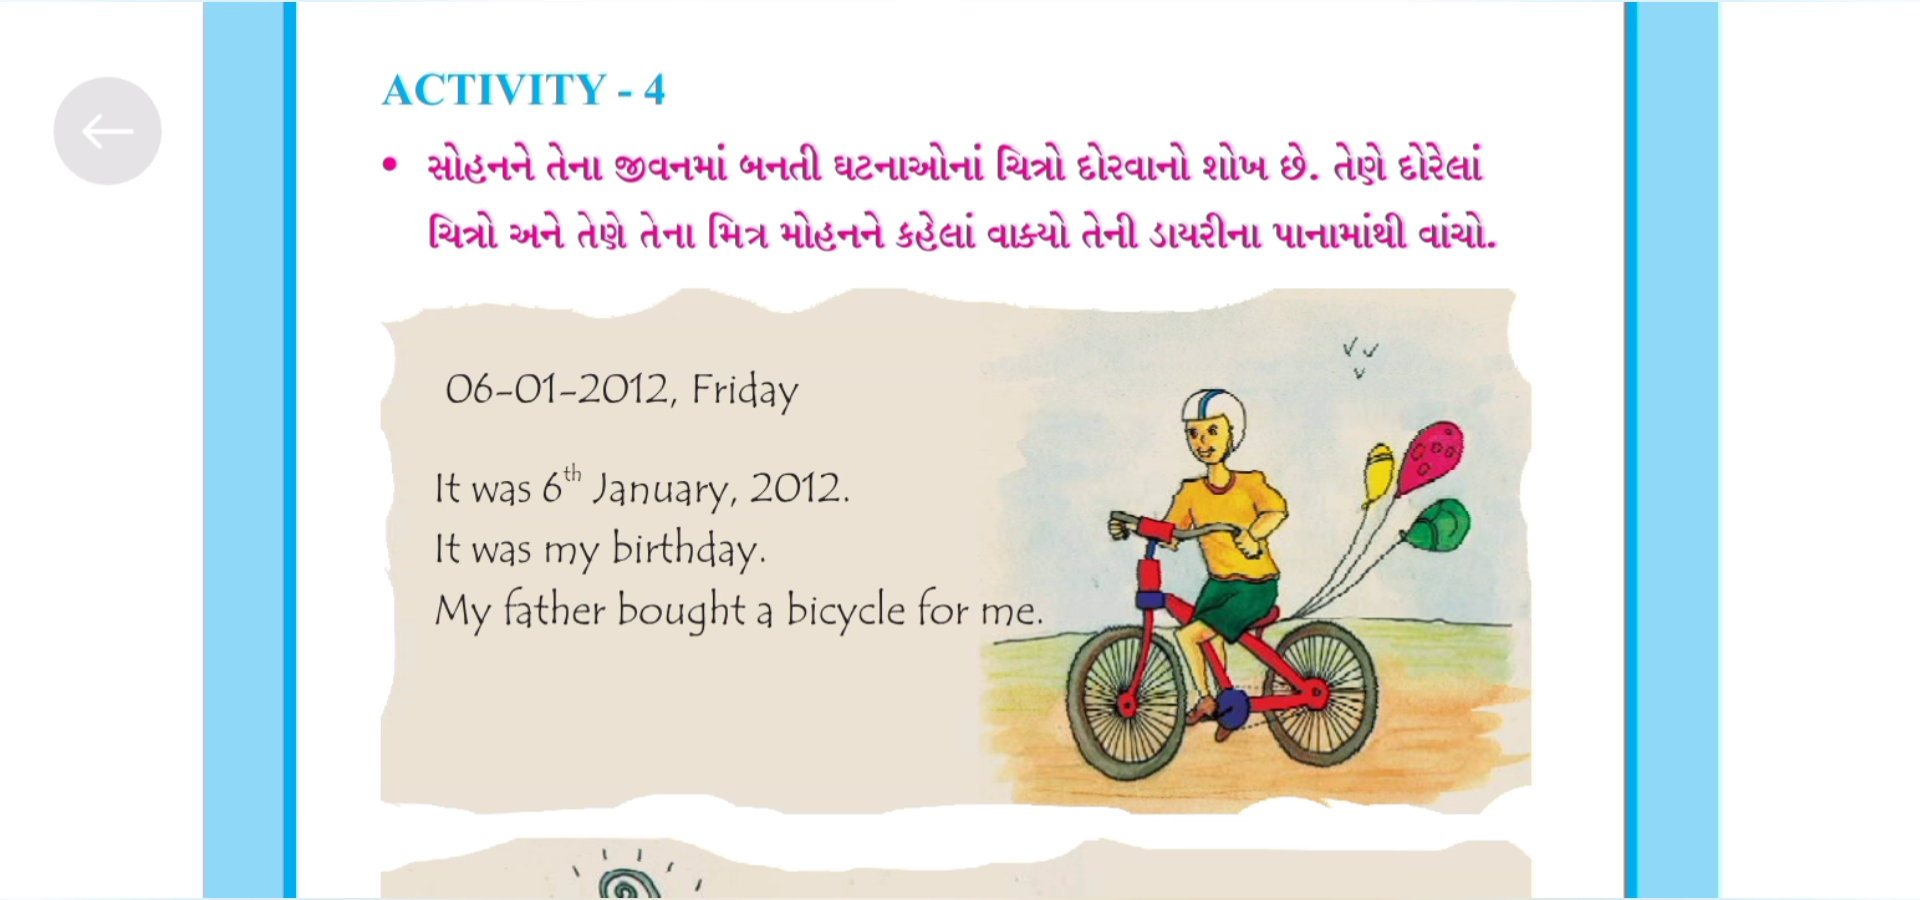 ACTIVITY - 4
• સોહનને તેના જીવનમાં બનતી ઘટનાઓનાં ચિત્રો દોરવાનો શોખ છે. તેણે દોરેલાં
ચિત્રો અને તેણે તેના મિત્ર મોહનને કહેલાં વાક્યો તેની ડાયરીના પાનામાંથી વાંચો.
06-01-2012, Friday
It was 6th January, 2012.
It was my birthday.
My father bought a bicycle for me.